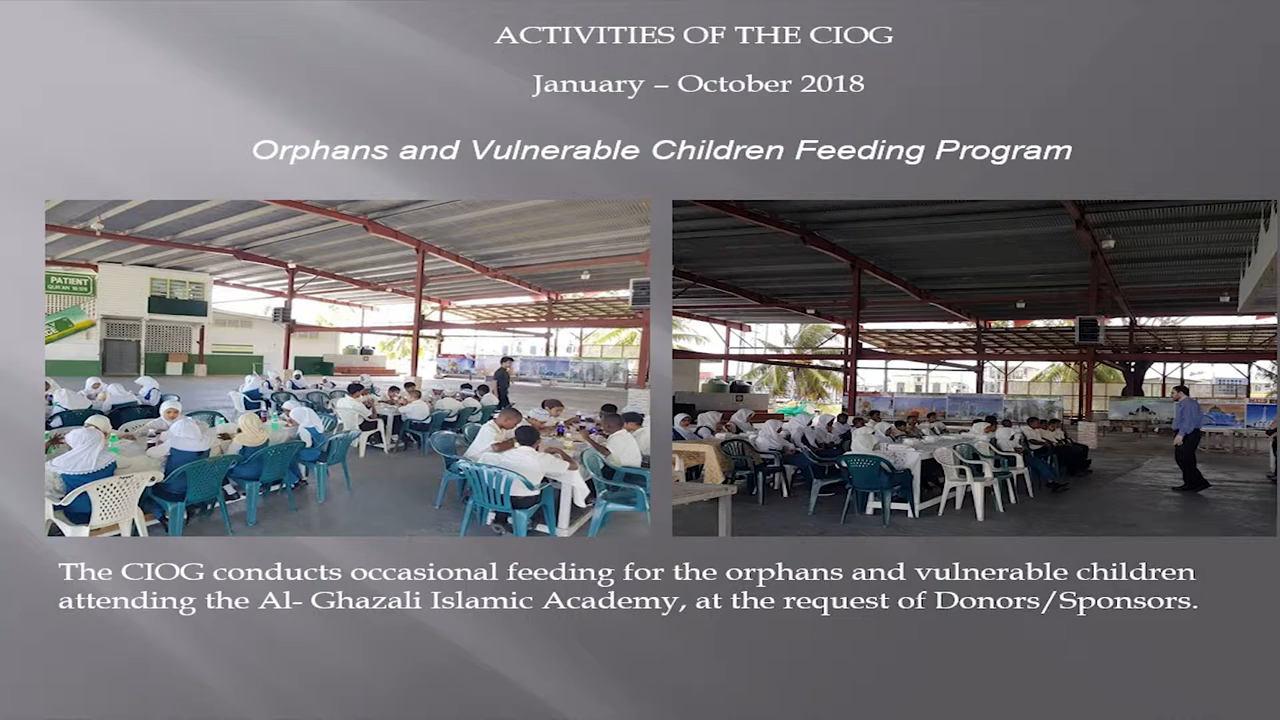 ACTIVITIES OF THE CIOG
January – October 2018
Orphans and Vulnerable Children Feeding Program
PATIENT
The CIOG conducts occasional feeding for the orphans and vulnerable children
attending the Al- Ghazali Islamic Academy, at the request of Donors/Sponsors.